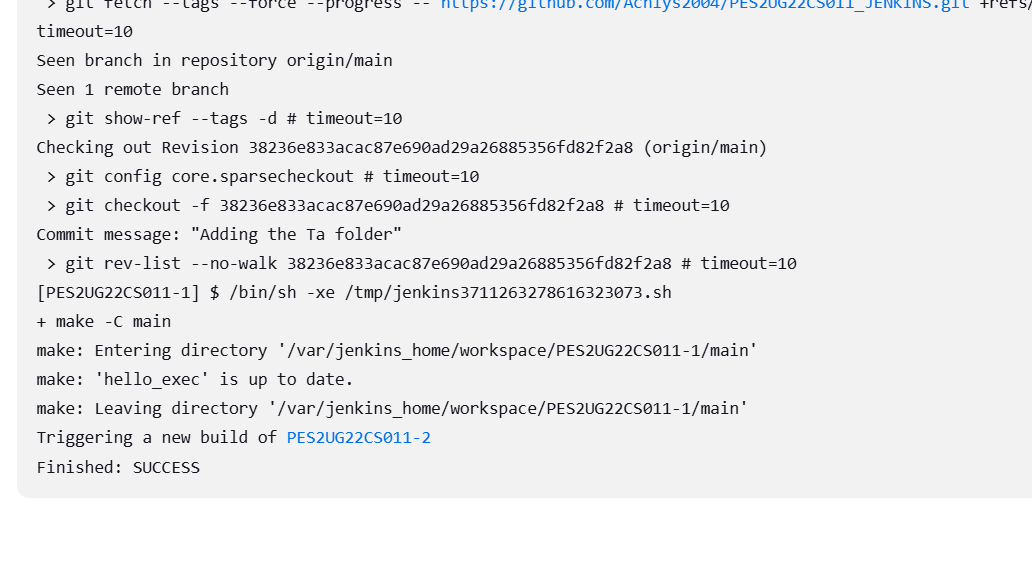 > git fetch --tags --force --progress -- https://github.com/Achlys2004/PES2UG22CS011_JENKINS.git +refs/
timeout=10
Seen branch in repository origin/main
Seen 1 remote branch
> git show-ref --tags -d # timeout=10
Checking out Revision 38236e833acac87e690ad29a26885356fd82f2a8 (origin/main)
> git config core.sparsecheckout # timeout=10
> git checkout -f 38236e833acac87e690ad29a26885356fd82f2a8 # timeout=10
Commit message: "Adding the Ta folder"
> git rev-list --no-walk 38236e833acac87e690ad29a26885356fd82f2a8 # timeout=10
[PES2UG22CS011-1] $ /bin/sh -xe /tmp/jenkins3711263278616323073.sh
+ make -C main
make: Entering directory '/var/jenkins_home/workspace/PES2UG22CS011-1/main'
make: 'hello_exec' is up to date.
make: Leaving directory '/var/jenkins_home/workspace/PES2UG22CS011-1/main'
Triggering a new build of PES2UG22CS011-2
Finished: SUCCESS